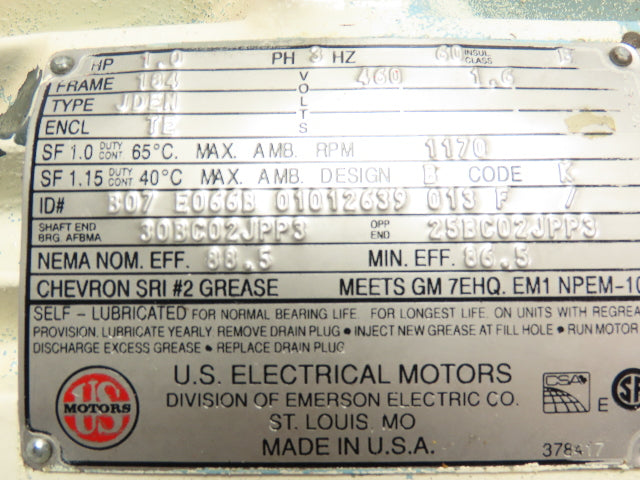 HP 1.0 PH 3 HZ 60 INSUL CLASS B
FRAME 184 VOLTS 460 1.6
TYPE JDEW
ENCL TE
SF 1.0 DUTY CONT 65°C. MAX. AMB. RPM 1170
SF 1.15 DUTY CONT 40°C MAX. AMB. DESIGN B CODE K
ID# B07 E066B 01012639 013 F /
SHAFT END BRG. AFBMA 30BC02JPP3 OPP END 25BC02JPP3
NEMA NOM. EFF. 88.5 MIN. EFF. 86.5
CHEVRON SRI #2 GREASE MEETS GM 7EHQ. EM1 NPEM-10
SELF - LUBRICATED FOR NORMAL BEARING LIFE. FOR LONGEST LIFE. ON UNITS WITH REGREA
PROVISION, LUBRICATE YEARLY. REMOVE DRAIN PLUG • INJECT NEW GREASE AT FILL HOLE • RUN MOTOR
DISCHARGE EXCESS GREASE • REPLACE DRAIN PLUG
US MOTORS
U.S. ELECTRICAL MOTORS
DIVISION OF EMERSON ELECTRIC CO.
ST. LOUIS, MO
MADE IN U.S.A.
CSA E
SA
378417